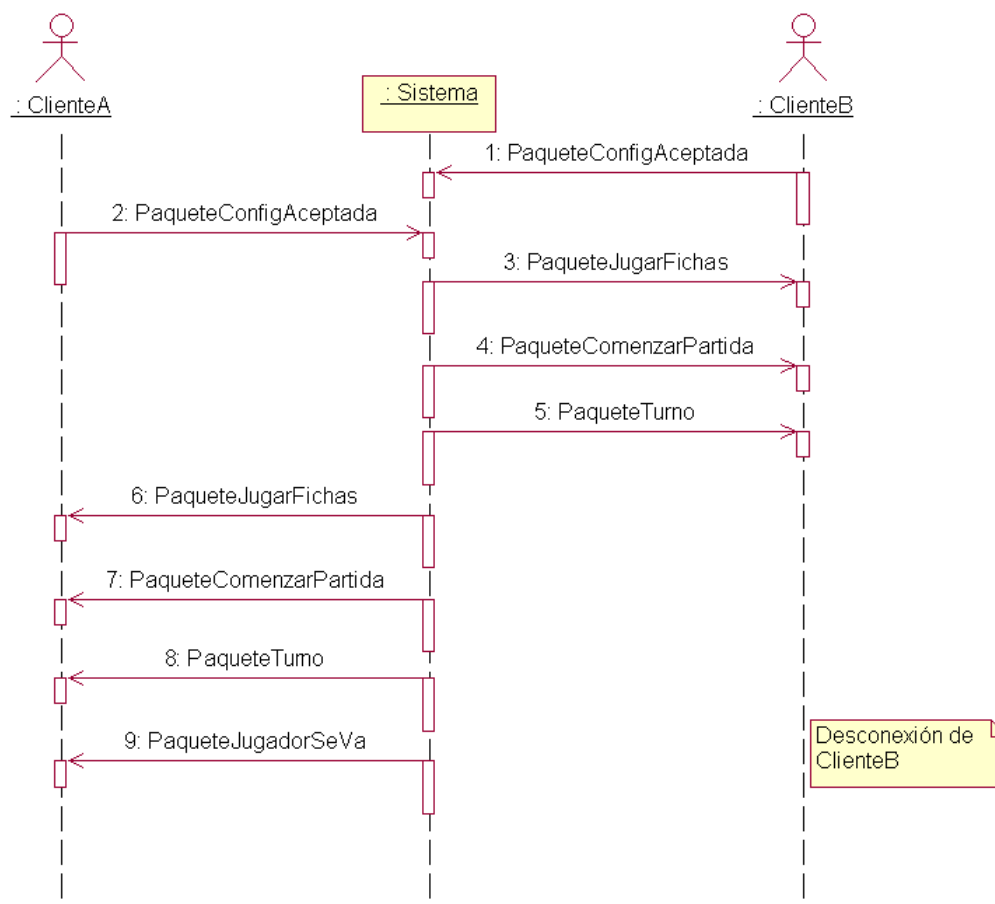 : ClienteA
: Sistema
: ClienteB
1: PaqueteConfigAceptada
2: PaqueteConfigAceptada
3: PaqueteJugarFichas
4: PaqueteComenzarPartida
5: PaqueteTurno
6: PaqueteJugarFichas
7: PaqueteComenzarPartida
8: PaqueteTurno
9: PaqueteJugadorSeVa
Desconexión de
ClienteB